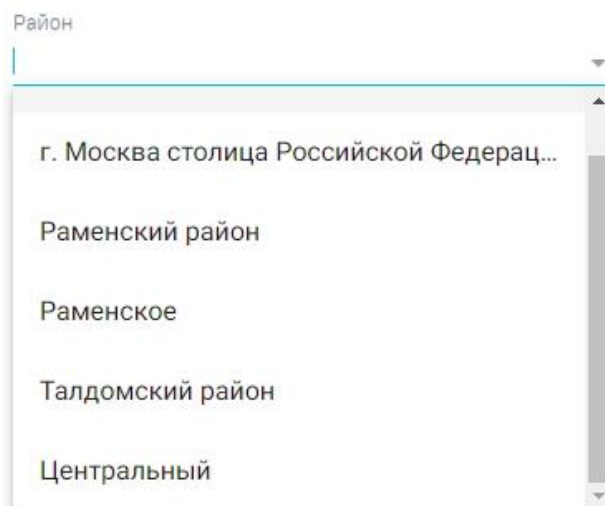 Район
г. Москва столица Российской Федерац...
Раменский район
Раменское
Талдомский район
Центральный